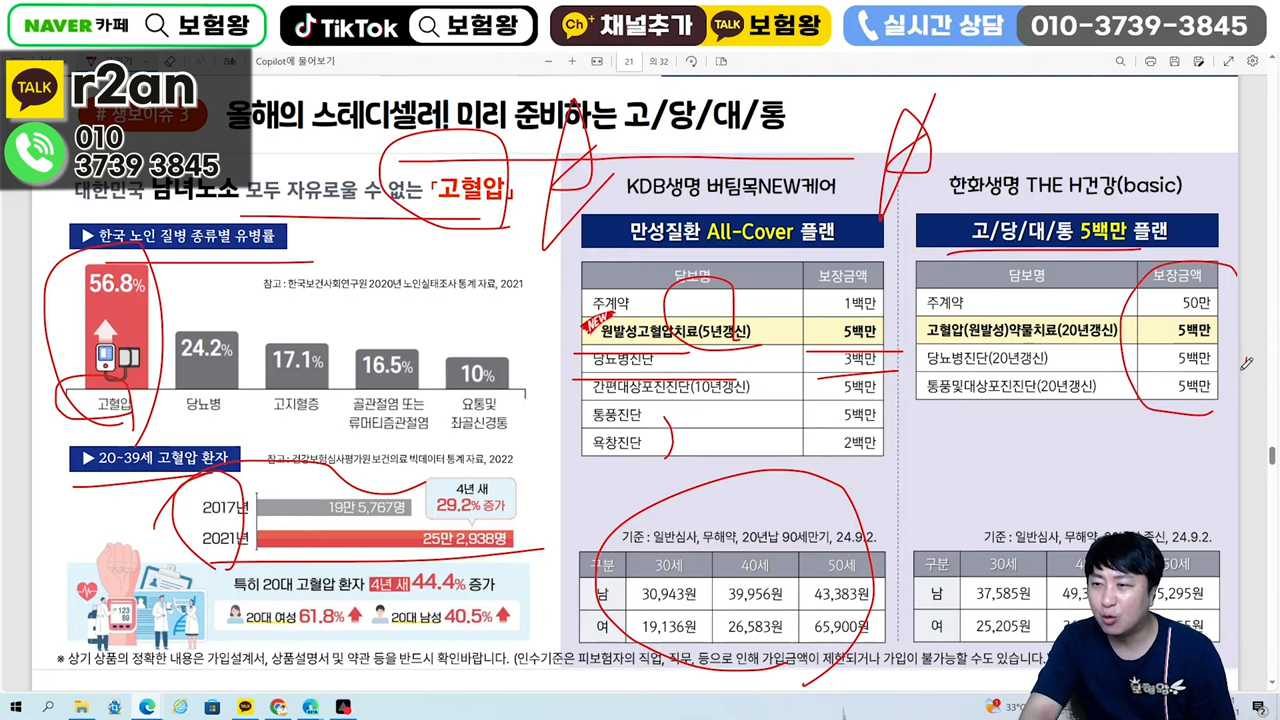 NAVER 카페 보험왕
TikTok 보험왕
Ch+ 채널추가 TALK 보험왕
실시간 상담 010-3739-3845
Copilot에 물어보기
21 의 32
TALK r2an
010
3739 3845
# 생보이슈 3
올해의 스테디셀러! 미리 준비하는 고/당/대/통
대한민국 남녀노소 모두 자유로울 수 없는 「고혈압」
▶ 한국 노인 질병 종류별 유병률
참고 : 한국보건사회연구원 2020년 노인실태조사 통계 자료, 2021
56.8%
24.2%
17.1%
16.5%
10%
고혈압
당뇨병
고지혈증
골관절염 또는
류머티즘관절염
요통및
좌골신경통
▶ 20~39세 고혈압 환자
참고 : 건강보험심사평가원 보건의료 빅데이터 통계 자료, 2022
2017년 19만 5,767명
2021년 25만 2,938명
4년 새
29.2% 증가
특히 20대 고혈압 환자 4년 새 44.4% 증가
20대 여성 61.8%
20대 남성 40.5%
KDB생명 버팀목NEW케어
만성질환 All-Cover 플랜
담보명 보장금액
주계약 1백만
NEW 원발성고혈압치료(5년갱신) 5백만
당뇨병진단 3백만
간편대상포진진단(10년갱신) 5백만
통풍진단 5백만
욕창진단 2백만
기준 : 일반심사, 무해약, 20년납 90세만기, 24.9.2.
구분 30세 40세 50세
남 30,943원 39,956원 43,383원
여 19,136원 26,583원 65,900원
한화생명 THE H건강(basic)
고/당/대/통 5백만 플랜
담보명 보장금액
주계약 50만
고혈압(원발성)약물치료(20년갱신) 5백만
당뇨병진단(20년갱신) 5백만
통풍및대상포진진단(20년갱신) 5백만
기준 : 일반심사, 무해약, 24.9.2.
구분 30세
남 37,585원
여 25,205원
※ 상기 상품의 정확한 내용은 가입설계서, 상품설명서 및 약관 등을 반드시 확인바랍니다. (인수기준은 피보험자의 직업, 직무, 등으로 인해 가입금액이 제한되거나 가입이 불가능할 수도 있습니다.
보험왕
33°